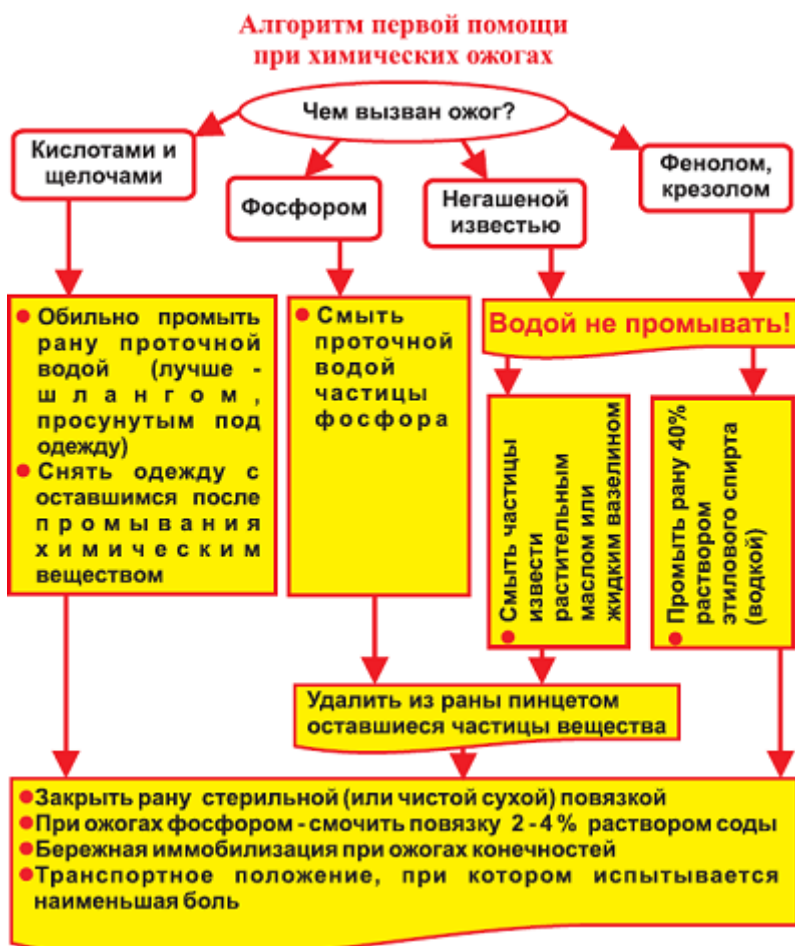 Алгоритм первой помощи
при химических ожогах
Чем вызван ожог?
Кислотами и
щелочами
Фосфором
Негашеной
известью
Фенолом,
крезолом
● Обильно промыть
рану проточной
водой (лучше -
шлангом,
просунутым под
одежду)
● Снять одежду с
оставшимся после
промывания
химическим
веществом
● Смыть
проточной
водой частицы
фосфора
Водой не промывать!
● Смыть частицы
извести
растительным
маслом или
жидким вазелином
● Промыть рану 40%
раствором
этилового спирта
(водкой)
Удалить из раны пинцетом
оставшиеся частицы вещества
●Закрыть рану стерильной (или чистой сухой) повязкой
●При ожогах фосфором - смочить повязку 2 - 4 % раствором соды
●Бережная иммобилизация при ожогах конечностей
●Транспортное положение, при котором испытывается
наименьшая боль